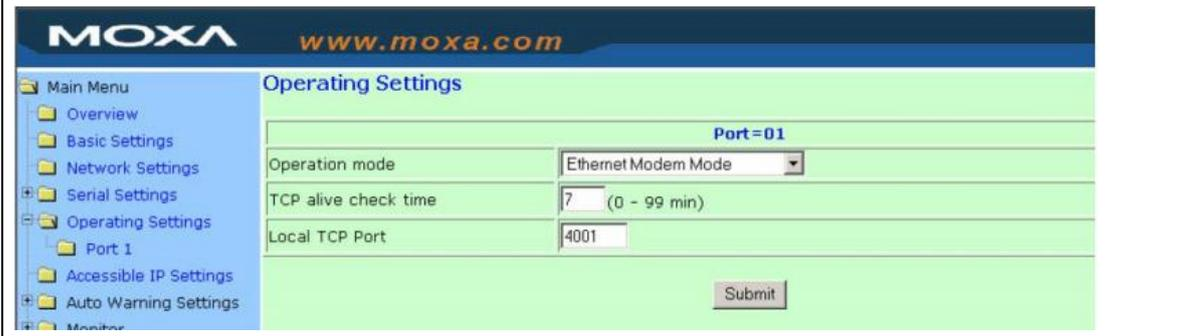 MOXA
www.moxa.com
Main Menu
Overview
Basic Settings
Network Settings
Serial Settings
Operating Settings
Port 1
Accessible IP Settings
Auto Warning Settings
Monitor
Operating Settings
Port=01
Operation mode Ethernet Modem Mode
TCP alive check time 7 (0 - 99 min)
Local TCP Port 4001
Submit